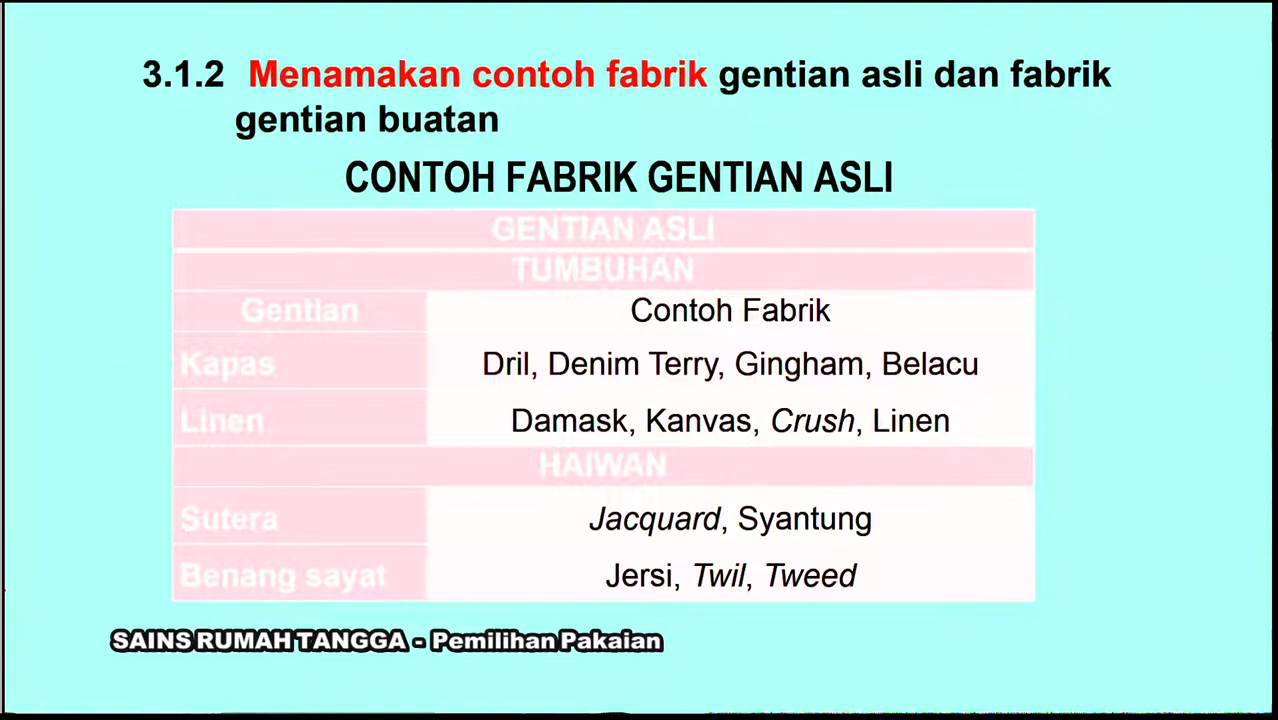 3.1.2 Menamakan contoh fabrik gentian asli dan fabrik
gentian buatan
CONTOH FABRIK GENTIAN ASLI
GENTIAN ASLI
TUMBUHAN
Gentian Contoh Fabrik
Kapas Dril, Denim Terry, Gingham, Belacu
Linen Damask, Kanvas, Crush, Linen
HAIWAN
Sutera Jacquard, Syantung
Benang sayat Jersi, Twil, Tweed
SAINS RUMAH TANGGA - Pemilihan Pakaian